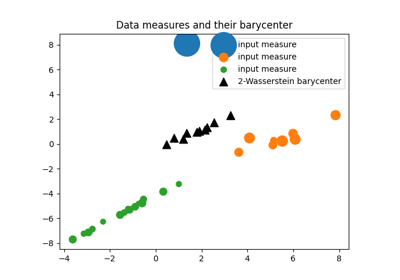 Data measures and their barycenter
input measure
input measure
input measure
2-Wasserstein barycenter
8
6
4
2
0
−2
−4
−6
−8
−4 −2 0 2 4 6 8